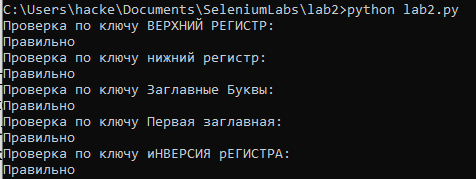 C:\Users\hacke\Documents\SeleniumLabs\lab2>python lab2.py
Проверка по ключу ВЕРХНИЙ РЕГИСТР:
Правильно
Проверка по ключу нижний регистр:
Правильно
Проверка по ключу Заглавные Буквы:
Правильно
Проверка по ключу Первая заглавная:
Правильно
Проверка по ключу иНВЕРСИЯ рЕГИСТРА:
Правильно